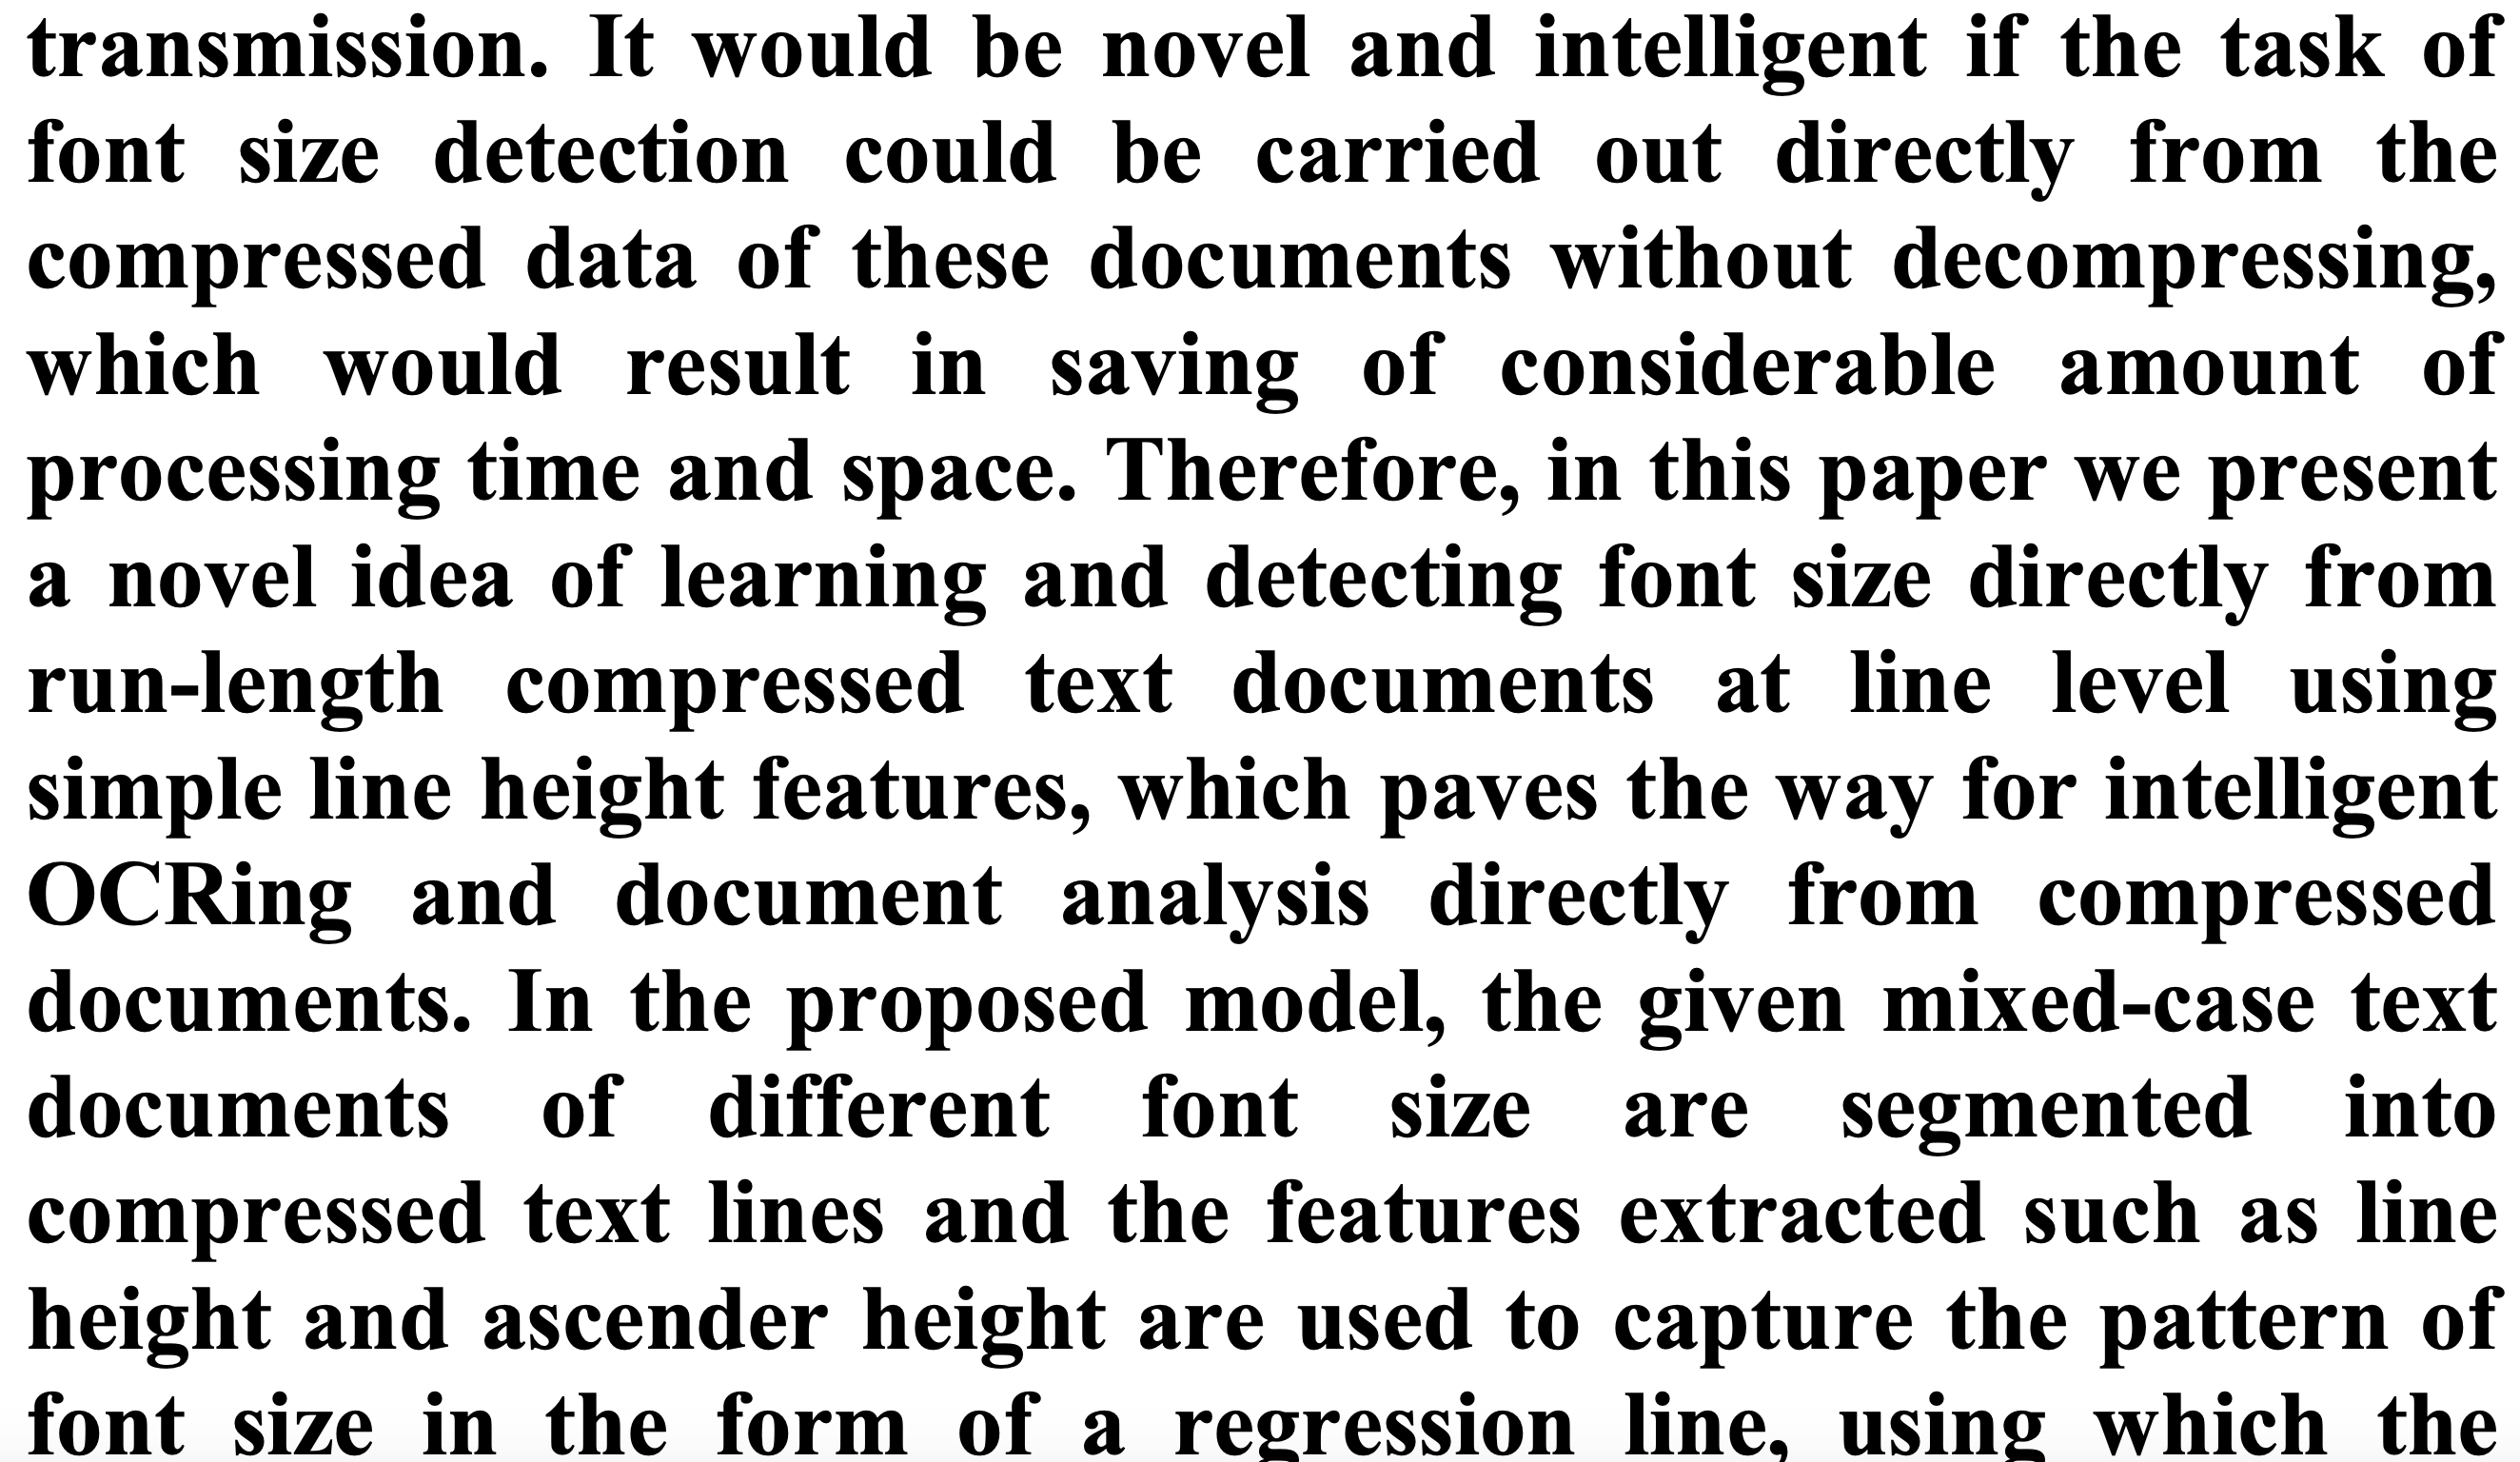 transmission. It would be novel and intelligent if the task of
font size detection could be carried out directly from the
compressed data of these documents without decompressing,
which would result in saving of considerable amount of
processing time and space. Therefore, in this paper we present
a novel idea of learning and detecting font size directly from
run-length compressed text documents at line level using
simple line height features, which paves the way for intelligent
OCRing and document analysis directly from compressed
documents. In the proposed model, the given mixed-case text
documents of different font size are segmented into
compressed text lines and the features extracted such as line
height and ascender height are used to capture the pattern of
font size in the form of a regression line, using which the